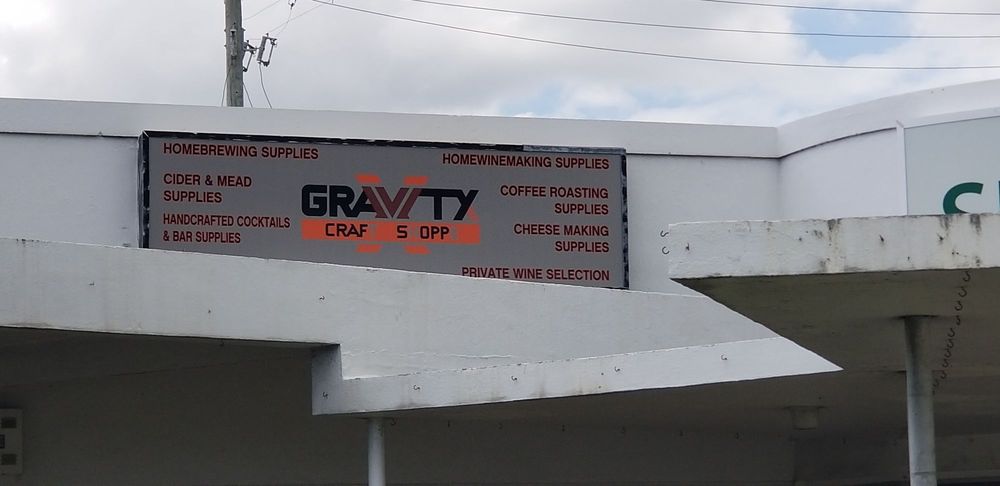 HOMEBREWING SUPPLIES
CIDER & MEAD
SUPPLIES
HANDCRAFTED COCKTAILS
& BAR SUPPLIES
GRAVITY
CRAF S OPP
HOMEWINEMAKING SUPPLIES
COFFEE ROASTING
SUPPLIES
CHEESE MAKING
SUPPLIES
PRIVATE WINE SELECTION